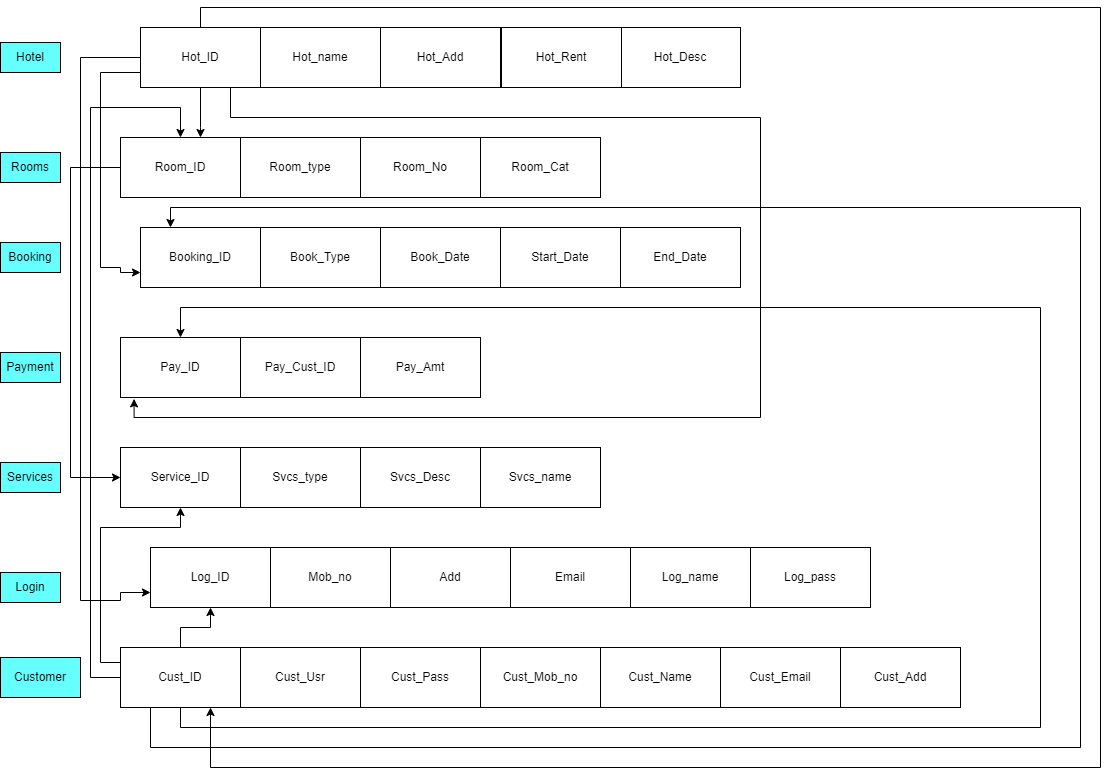 Hotel
Hot_ID Hot_name Hot_Add Hot_Rent Hot_Desc
Rooms
Room_ID Room_type Room_No Room_Cat
Booking
Booking_ID Book_Type Book_Date Start_Date End_Date
Payment
Pay_ID Pay_Cust_ID Pay_Amt
Services
Service_ID Svcs_type Svcs_Desc Svcs_name
Login
Log_ID Mob_no Add Email Log_name Log_pass
Customer
Cust_ID Cust_Usr Cust_Pass Cust_Mob_no Cust_Name Cust_Email Cust_Add